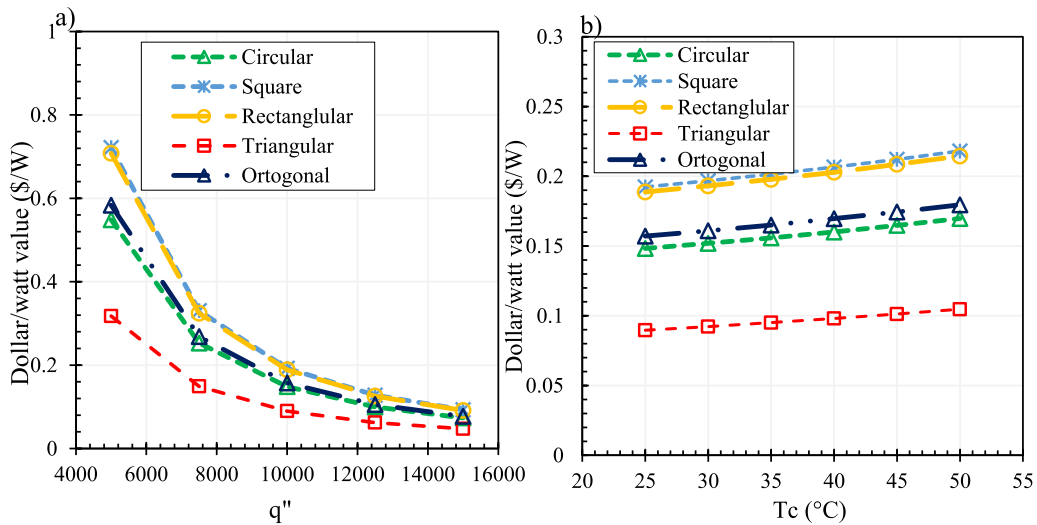 a)
Dollar/watt value ($/W)
1
0.8
0.6
0.4
0.2
0
4000 6000 8000 10000 12000 14000 16000
q"
Circular
Square
Rectanglular
Triangular
Ortogonal
b)
Dollar/watt value ($/W)
0.3
0.25
0.2
0.15
0.1
0.05
0
20 25 30 35 40 45 50 55
Tc (°C)
Circular
Square
Rectanglular
Triangular
Ortogonal